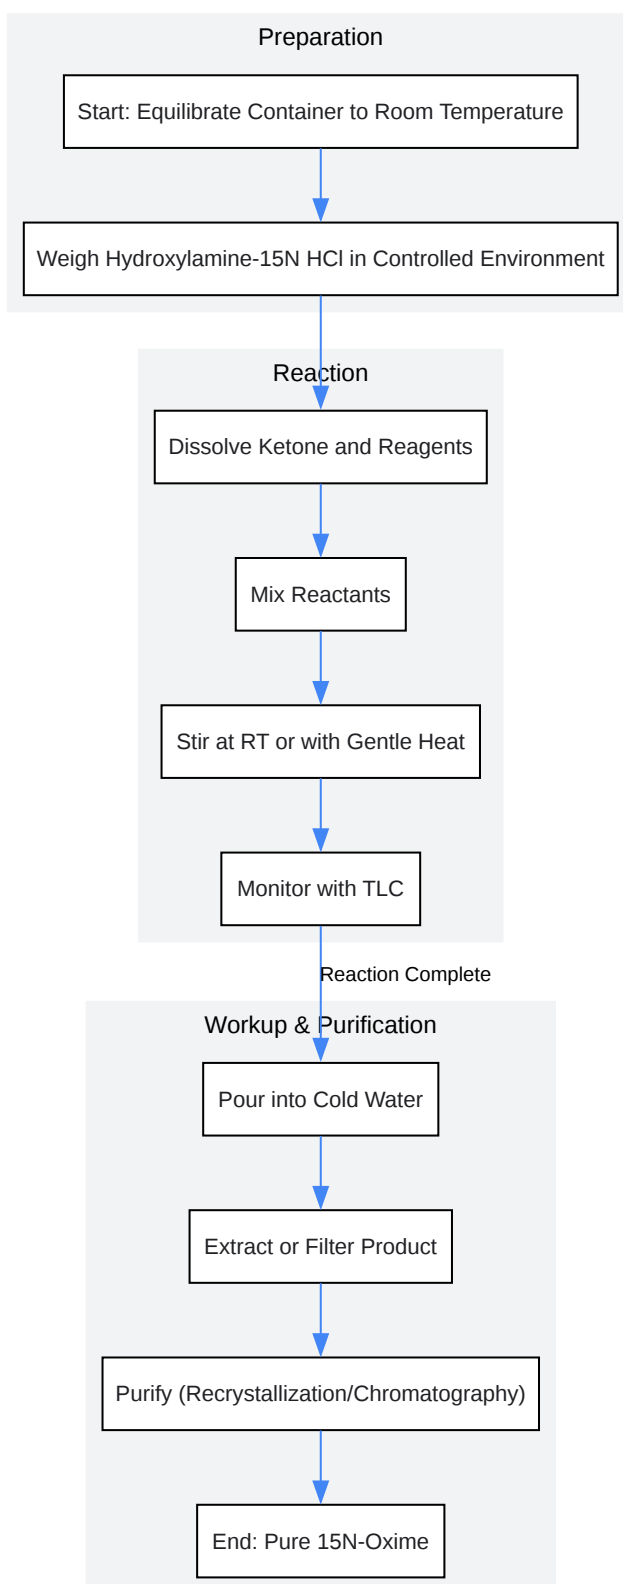 Preparation
Start: Equilibrate Container to Room Temperature
Weigh Hydroxylamine-15N HCl in Controlled Environment
Reaction
Dissolve Ketone and Reagents
Mix Reactants
Stir at RT or with Gentle Heat
Monitor with TLC
Reaction Complete
Workup & Purification
Pour into Cold Water
Extract or Filter Product
Purify (Recrystallization/Chromatography)
End: Pure 15N-Oxime